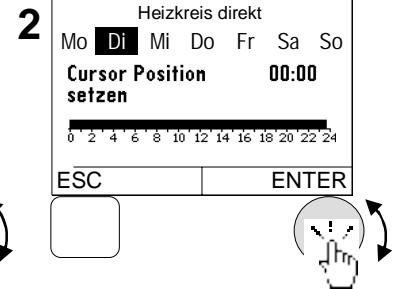 2
Heizkreis direkt
Mo Di Mi Do Fr Sa So
Cursor Position 00:00
setzen
0 2 4 6 8 10 12 14 16 18 20 22 24
ESC ENTER